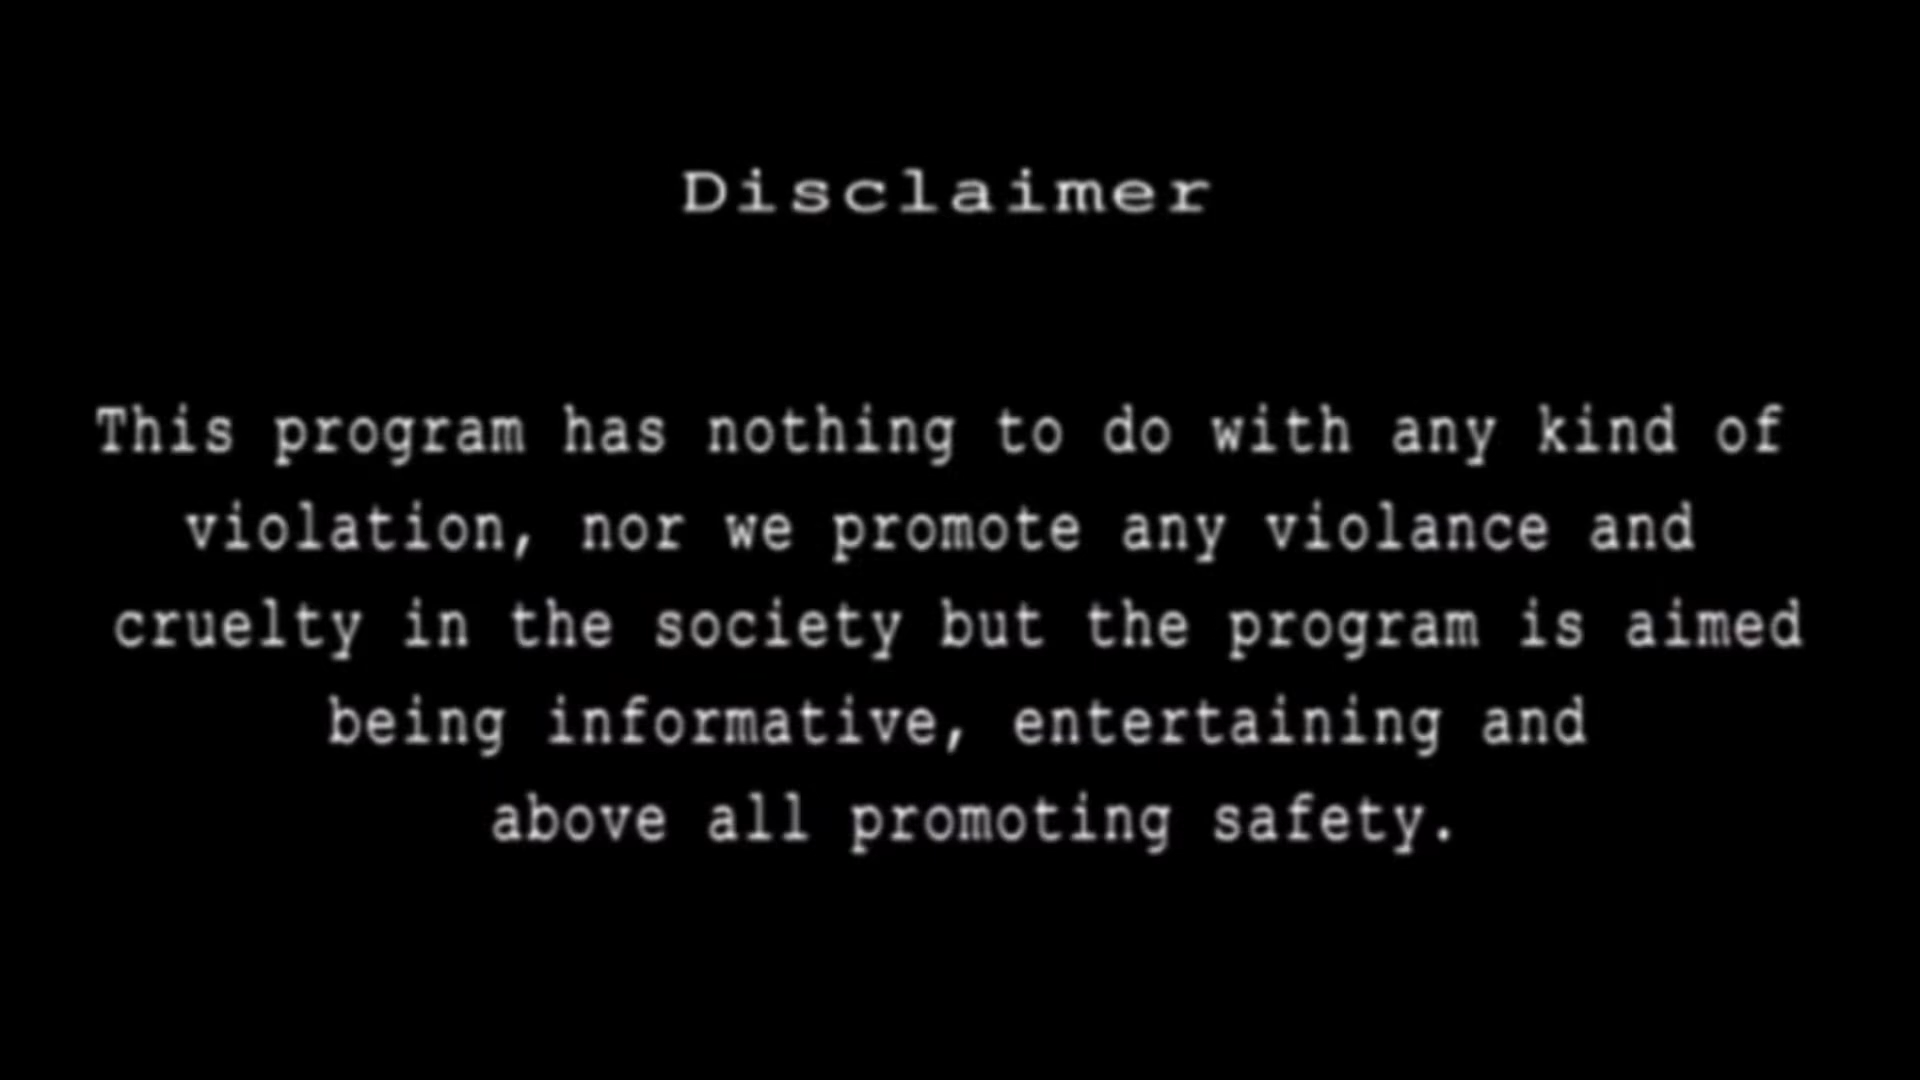 Disclaimer
This program has nothing to do with any kind of
violation, nor we promote any violance and
cruelty in the society but the program is aimed
being informative, entertaining and
above all promoting safety.